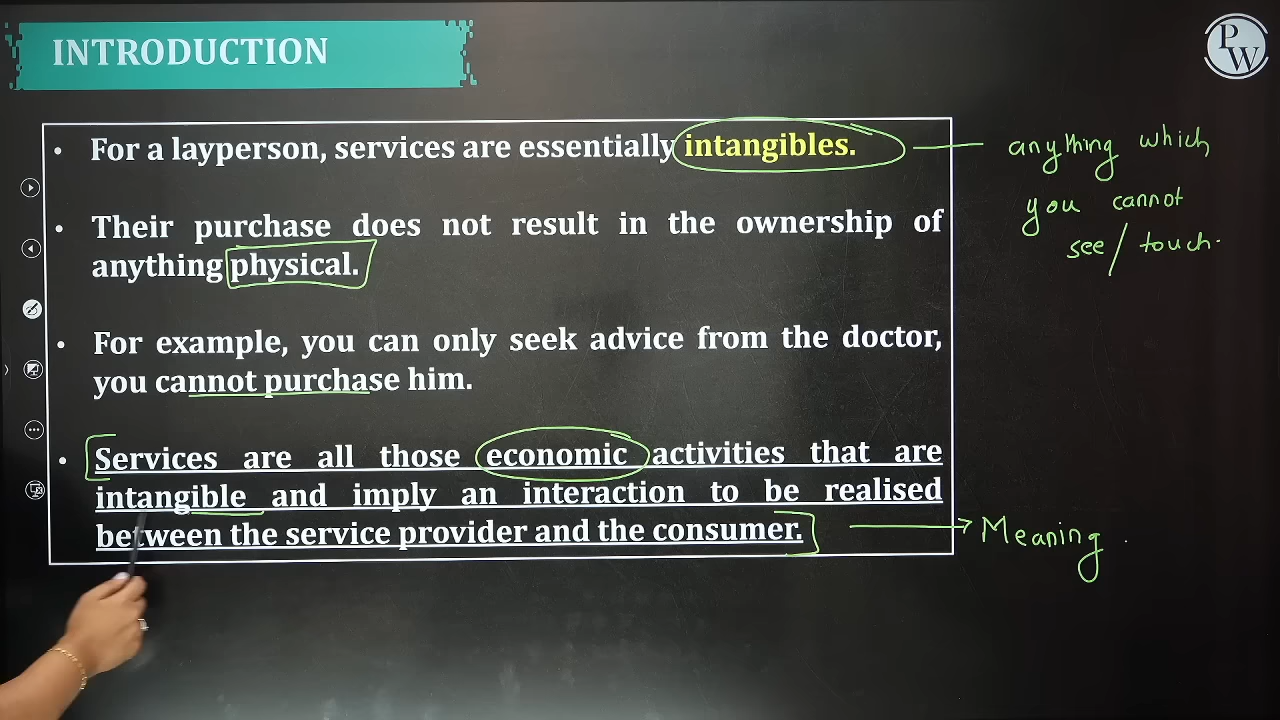 INTRODUCTION
PW
• For a layperson, services are essentially intangibles.
anything which
you cannot
see/touch.
• Their purchase does not result in the ownership of
anything physical.
• For example, you can only seek advice from the doctor,
you cannot purchase him.
• Services are all those economic activities that are
intangible and imply an interaction to be realised
between the service provider and the consumer.
Meaning.